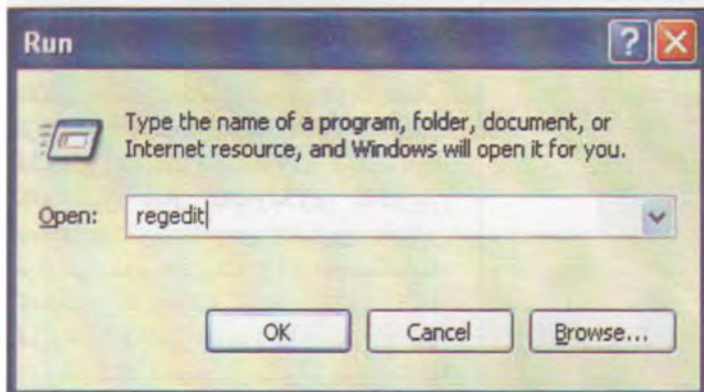 Run
Type the name of a program, folder, document, or
Internet resource, and Windows will open it for you.
Open: regedit
OK Cancel Browse...